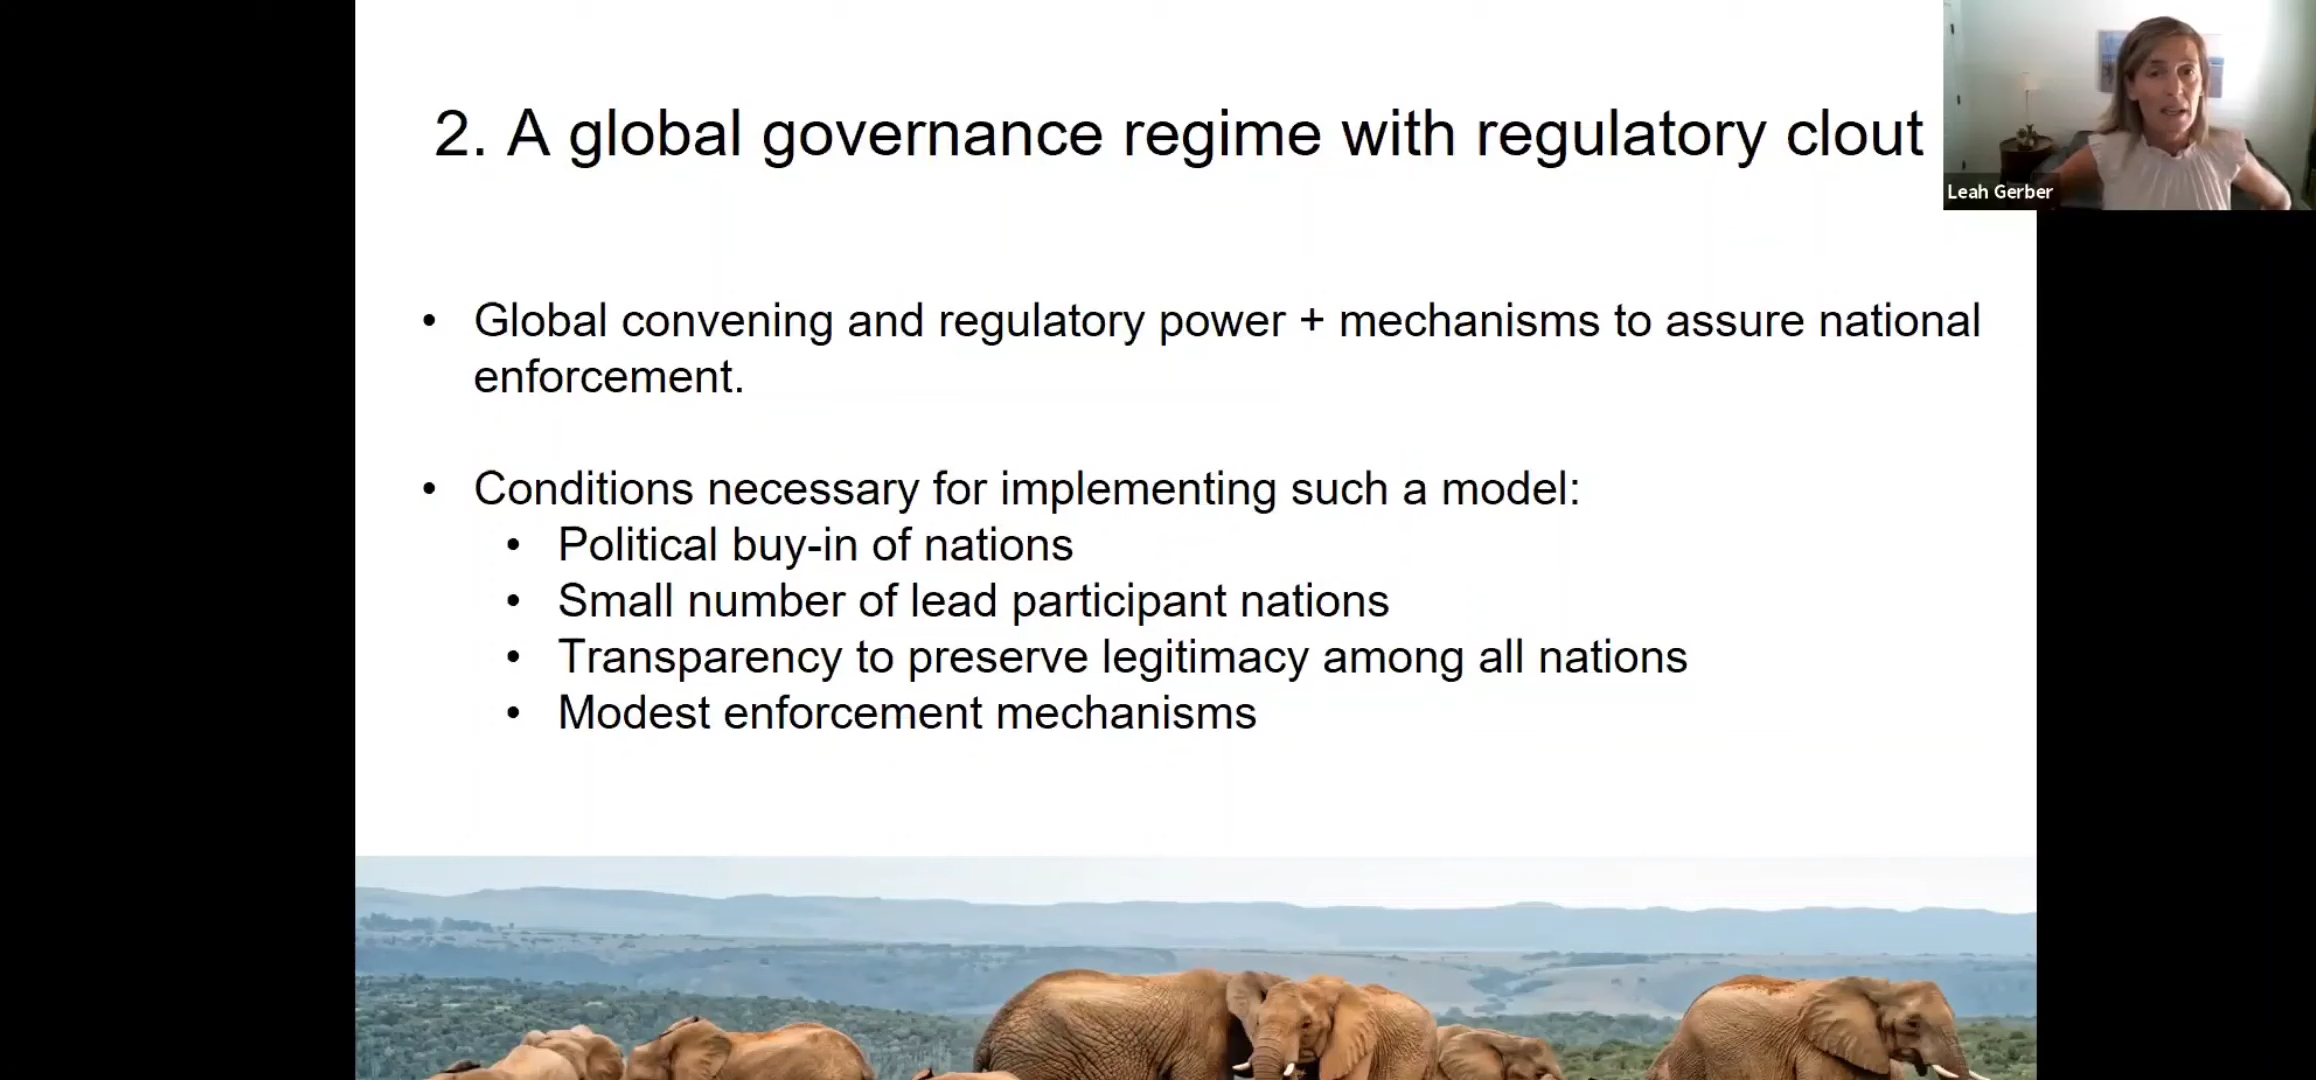 2. A global governance regime with regulatory clout
Leah Gerber
• Global convening and regulatory power + mechanisms to assure national
enforcement.
• Conditions necessary for implementing such a model:
• Political buy-in of nations
• Small number of lead participant nations
• Transparency to preserve legitimacy among all nations
• Modest enforcement mechanisms